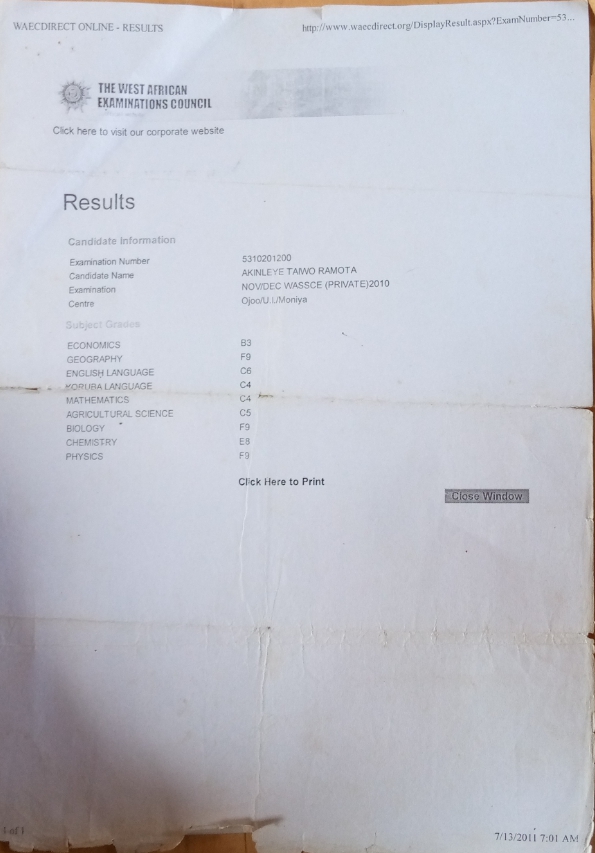 WAECDIRECT ONLINE - RESULTS http://www.waecdirect.org/DisplayResult.aspx?ExamNumber=53...
THE WEST AFRICAN
EXAMINATIONS COUNCIL
Click here to visit our corporate website
Results
Candidate Information
Examination Number 5310201200
Candidate Name AKINLEYE TAIWO RAMOTA
Examination NOV/DEC WASSCE (PRIVATE)2010
Centre Ojoo/U.I./Moniya
Subject Grades
ECONOMICS B3
GEOGRAPHY F9
ENGLISH LANGUAGE C6
YORUBA LANGUAGE C4
MATHEMATICS C4
AGRICULTURAL SCIENCE C5
BIOLOGY F9
CHEMISTRY E8
PHYSICS F9
Click Here to Print
Close Window
1 of 1 7/13/2011 7:01 AM